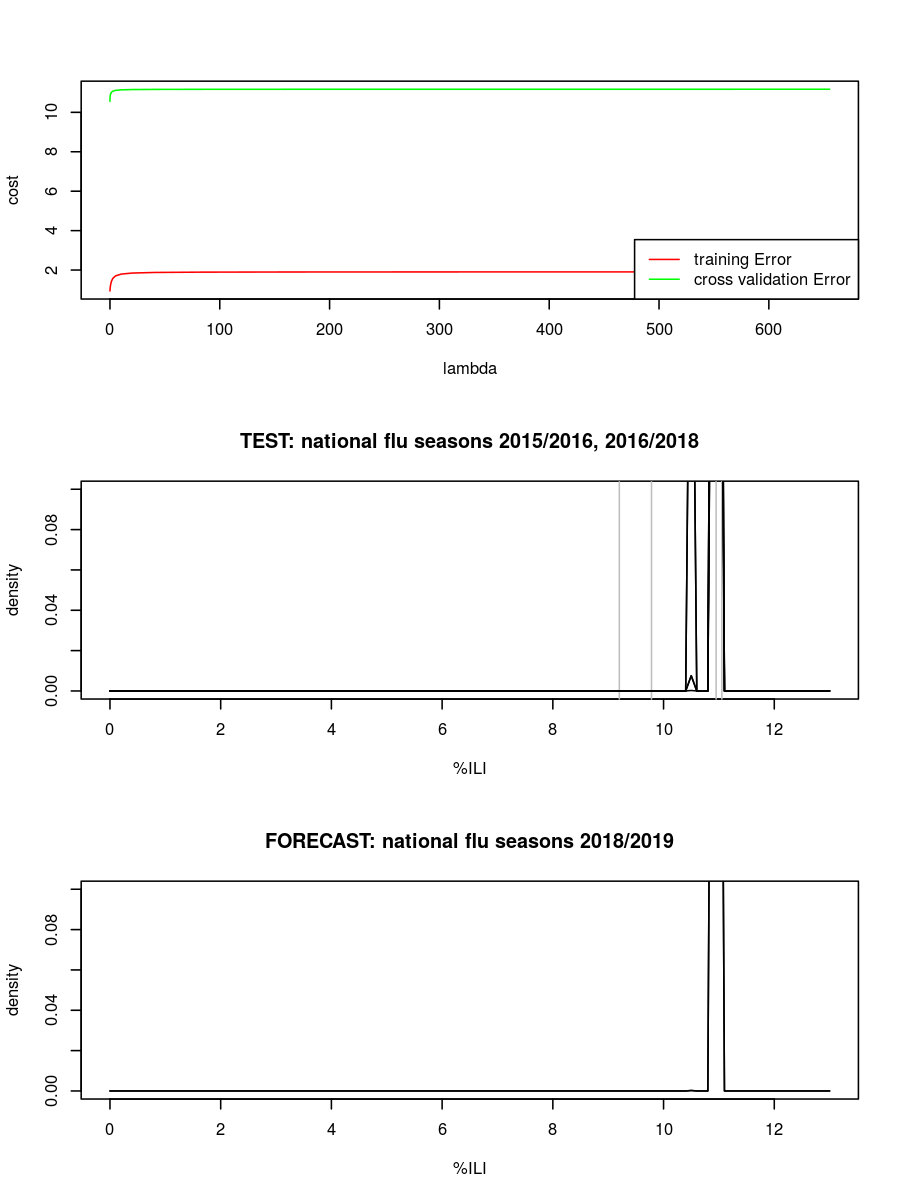 10
8
6
4
2
cost
training Error
cross validation Error
0 100 200 300 400 500 600
lambda
TEST: national flu seasons 2015/2016, 2016/2018
0.08
0.04
0.00
density
0 2 4 6 8 10 12
%ILI
FORECAST: national flu seasons 2018/2019
0.08
0.04
0.00
density
0 2 4 6 8 10 12
%ILI